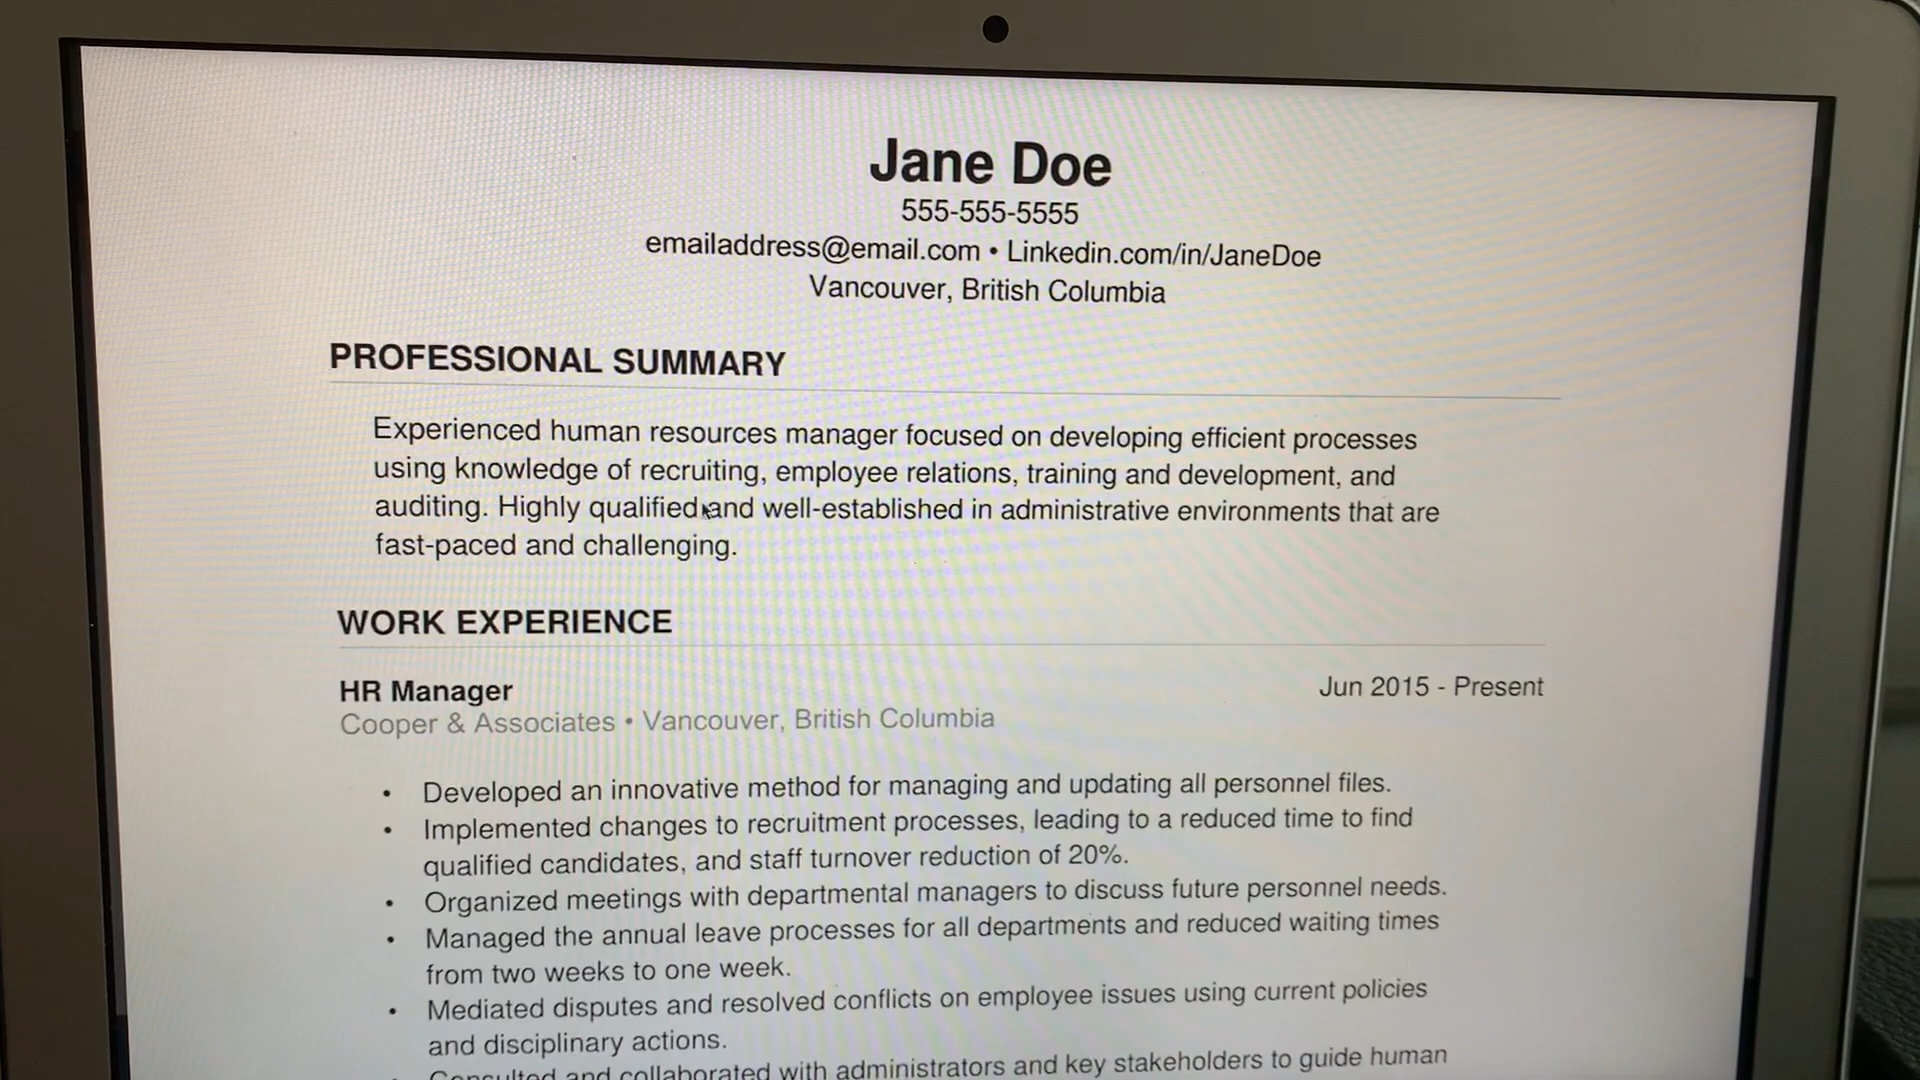 Jane Doe
555-555-5555
emailaddress@email.com • Linkedin.com/in/JaneDoe
Vancouver, British Columbia
PROFESSIONAL SUMMARY
Experienced human resources manager focused on developing efficient processes
using knowledge of recruiting, employee relations, training and development, and
auditing. Highly qualified and well-established in administrative environments that are
fast-paced and challenging.
WORK EXPERIENCE
HR Manager
Jun 2015 - Present
Cooper & Associates • Vancouver, British Columbia
• Developed an innovative method for managing and updating all personnel files.
• Implemented changes to recruitment processes, leading to a reduced time to find
qualified candidates, and staff turnover reduction of 20%.
• Organized meetings with departmental managers to discuss future personnel needs.
• Managed the annual leave processes for all departments and reduced waiting times
from two weeks to one week.
• Mediated disputes and resolved conflicts on employee issues using current policies
and disciplinary actions.
• Consulted and collaborated with administrators and key stakeholders to guide human